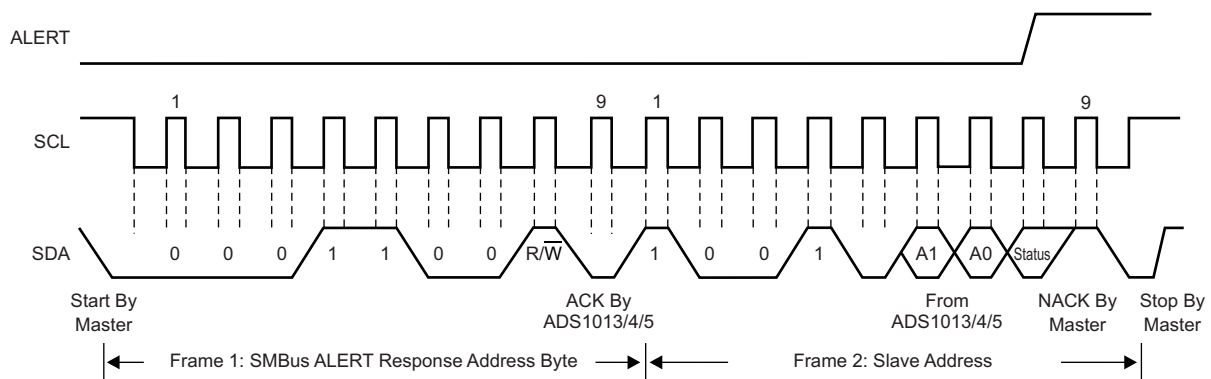 ALERT
1 9 1 9
SCL
SDA 0 0 0 1 1 0 0 R/W̅ 1 0 0 1 A1 A0 Status
Start By
Master
ACK By
ADS1013/4/5
From
ADS1013/4/5
NACK By
Master
Stop By
Master
Frame 1: SMBus ALERT Response Address Byte
Frame 2: Slave Address